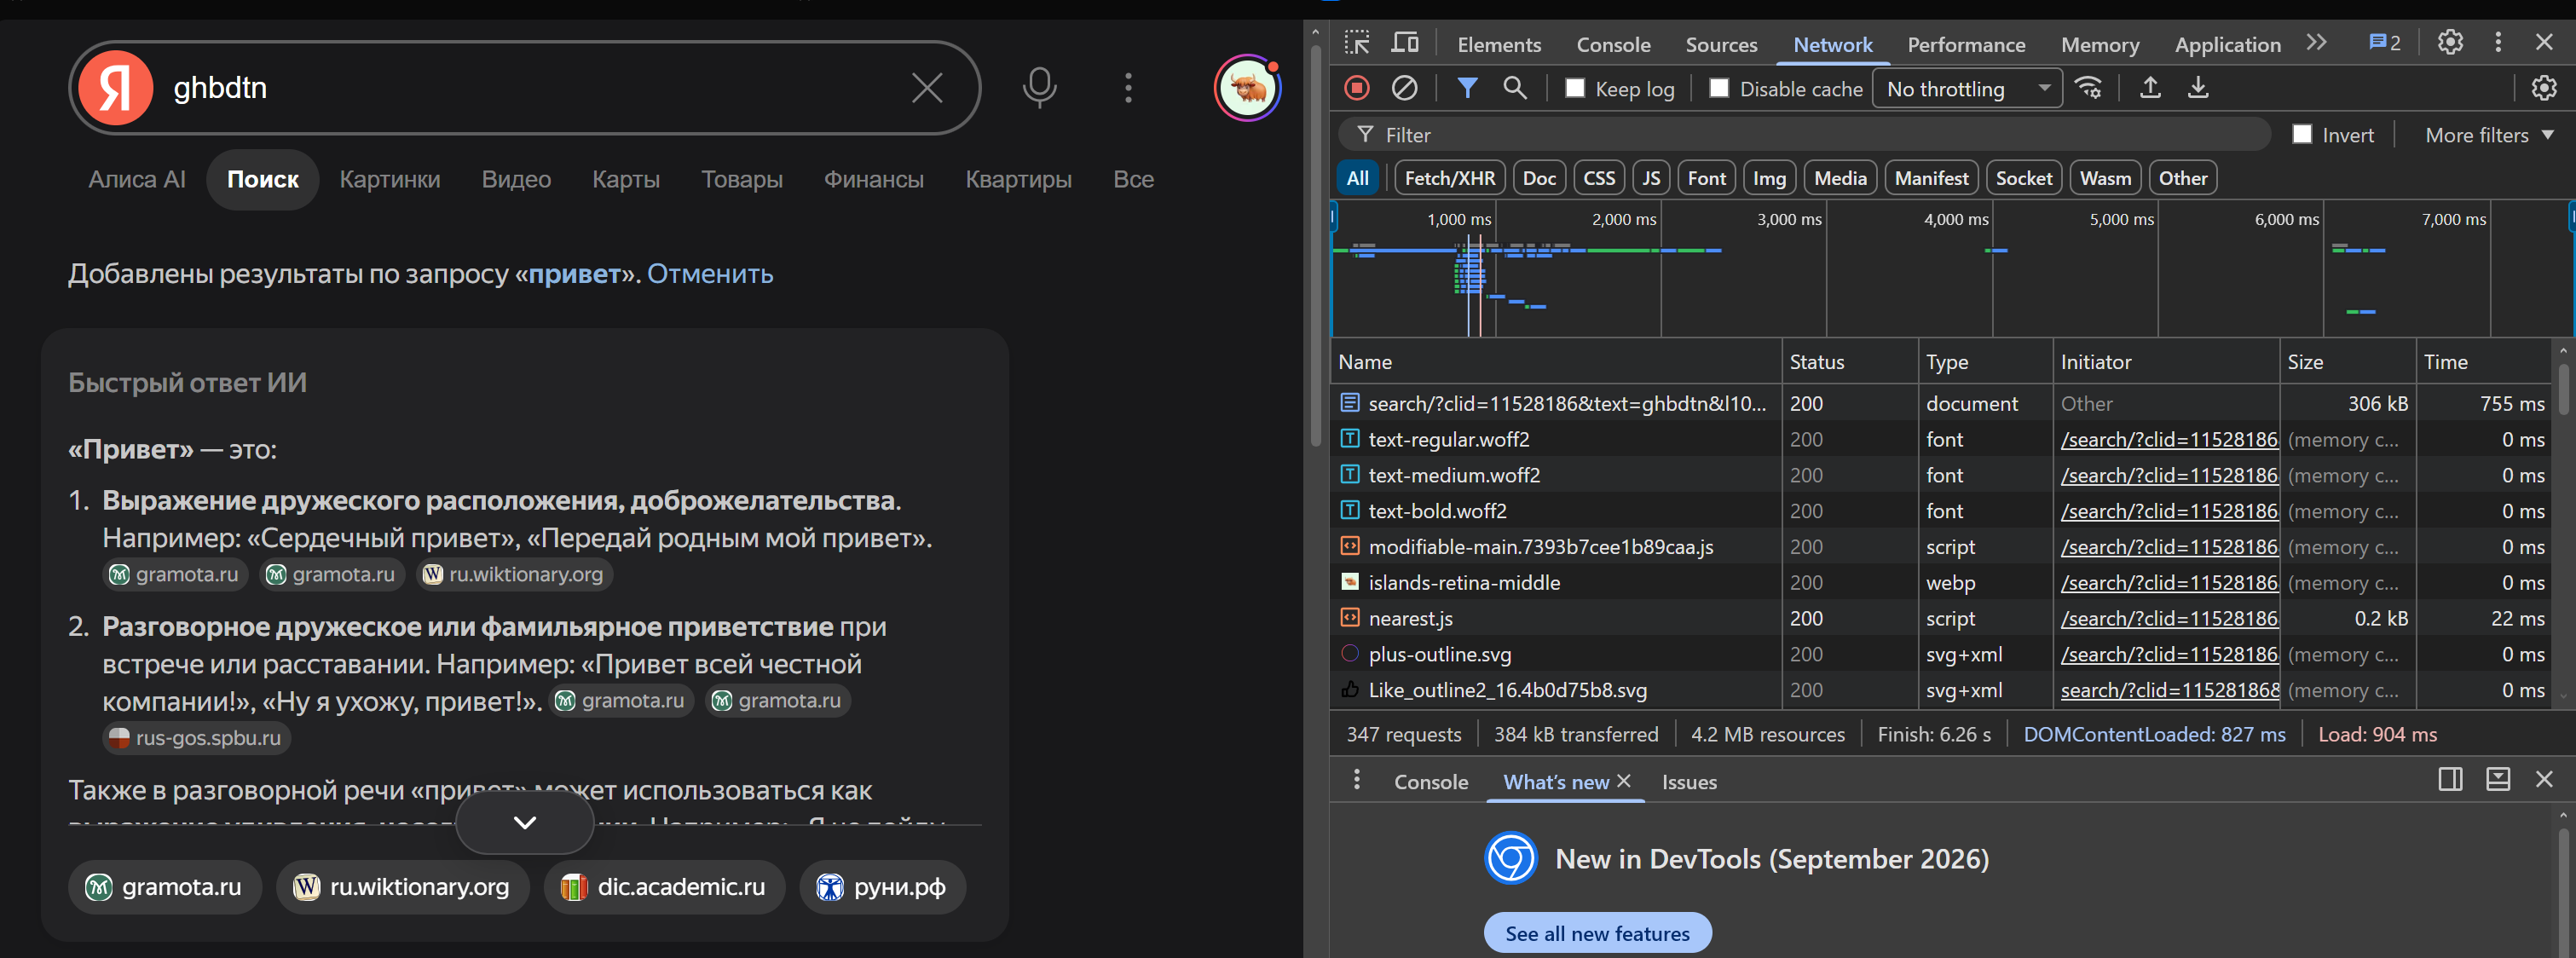 Я ghbdtn
Алиса AI Поиск Картинки Видео Карты Товары Финансы Квартиры Все
Добавлены результаты по запросу «привет». Отменить
Быстрый ответ ИИ
«Привет» — это:
1. Выражение дружеского расположения, доброжелательства.
Например: «Сердечный привет», «Передай родным мой привет».
gramota.ru gramota.ru ru.wiktionary.org
2. Разговорное дружеское или фамильярное приветствие при
встрече или расставании. Например: «Привет всей честной
компании!», «Ну я ухожу, привет!». gramota.ru gramota.ru
rus-gos.spbu.ru
Также в разговорной речи «привет» может использоваться как
gramota.ru ru.wiktionary.org dic.academic.ru руни.рф
Elements Console Sources Network Performance Memory Application 2
Keep log Disable cache No throttling
Filter Invert More filters
All Fetch/XHR Doc CSS JS Font Img Media Manifest Socket Wasm Other
1,000 ms 2,000 ms 3,000 ms 4,000 ms 5,000 ms 6,000 ms 7,000 ms
Name Status Type Initiator Size Time
search/?clid=11528186&text=ghbdtn&l10... 200 document Other 306 kB 755 ms
text-regular.woff2 200 font /search/?clid=11528186 (memory c... 0 ms
text-medium.woff2 200 font /search/?clid=11528186 (memory c... 0 ms
text-bold.woff2 200 font /search/?clid=11528186 (memory c... 0 ms
modifiable-main.7393b7cee1b89caa.js 200 script /search/?clid=11528186 (memory c... 0 ms
islands-retina-middle 200 webp /search/?clid=11528186 (memory c... 0 ms
nearest.js 200 script /search/?clid=11528186 0.2 kB 22 ms
plus-outline.svg 200 svg+xml /search/?clid=11528186 (memory c... 0 ms
Like_outline2_16.4b0d75b8.svg 200 svg+xml search/?clid=115281868 (memory c... 0 ms
347 requests 384 kB transferred 4.2 MB resources Finish: 6.26 s DOMContentLoaded: 827 ms Load: 904 ms
Console What's new Issues
New in DevTools (September 2026)
See all new features